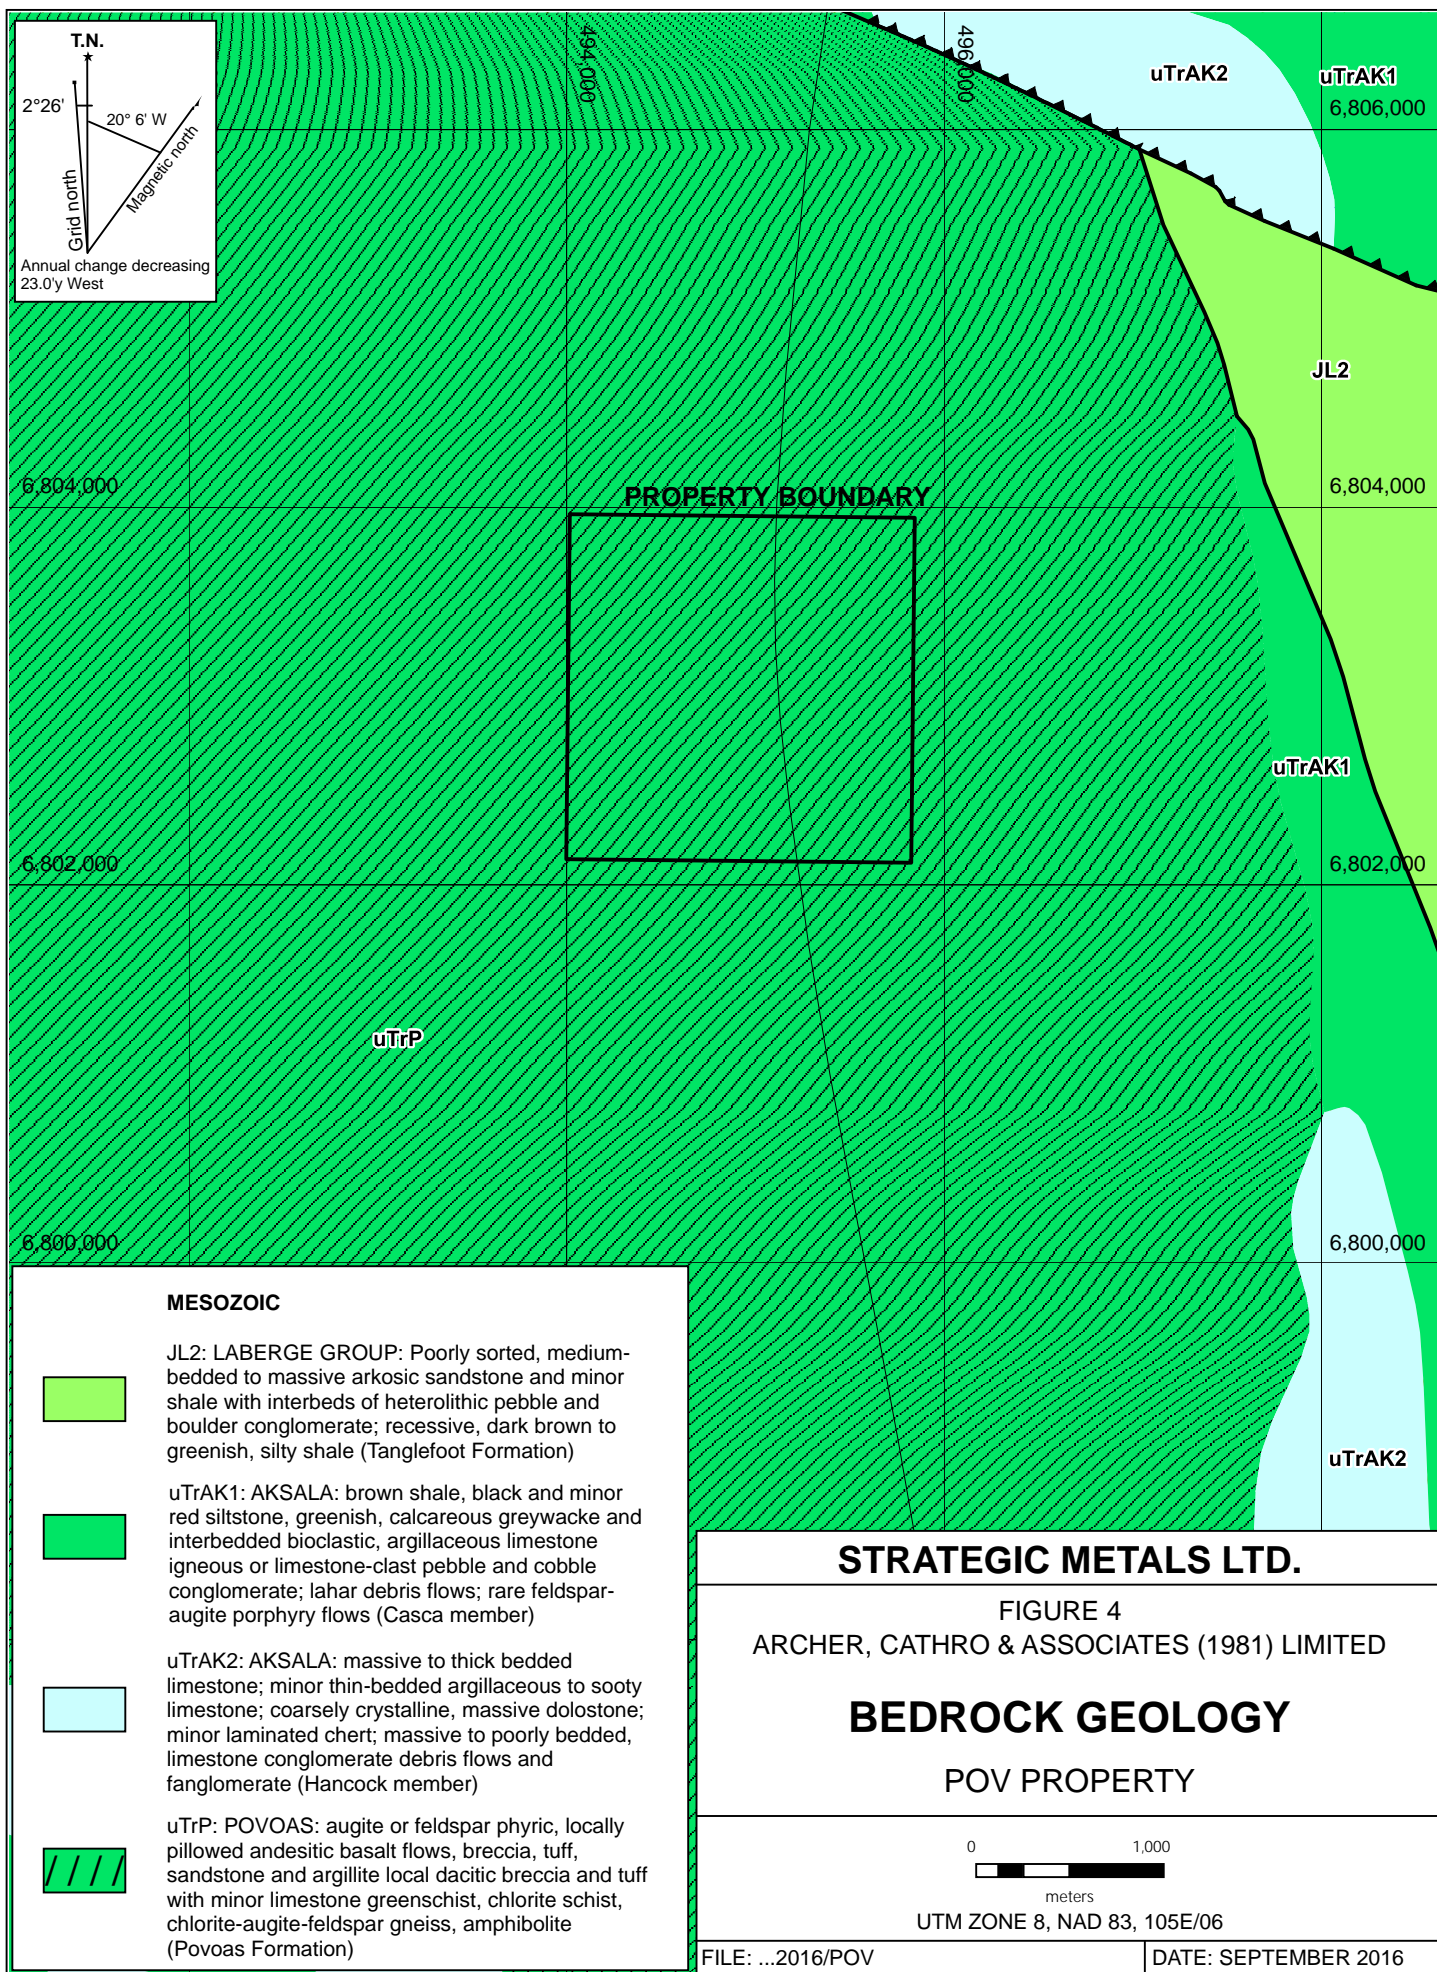 T.N.
2°26'
20° 6' W
Grid north
Magnetic north
Annual change decreasing
23.0'y West
494,000
496,000
uTrAK2
uTrAK1
6,806,000
JL2
6,804,000
6,804,000
PROPERTY BOUNDARY
uTrAK1
6,802,000
6,802,000
uTrP
6,800,000
6,800,000
uTrAK2
MESOZOIC
JL2: LABERGE GROUP: Poorly sorted, medium-
bedded to massive arkosic sandstone and minor
shale with interbeds of heterolithic pebble and
boulder conglomerate; recessive, dark brown to
greenish, silty shale (Tanglefoot Formation)
uTrAK1: AKSALA: brown shale, black and minor
red siltstone, greenish, calcareous greywacke and
interbedded bioclastic, argillaceous limestone
igneous or limestone-clast pebble and cobble
conglomerate; lahar debris flows; rare feldspar-
augite porphyry flows (Casca member)
uTrAK2: AKSALA: massive to thick bedded
limestone; minor thin-bedded argillaceous to sooty
limestone; coarsely crystalline, massive dolostone;
minor laminated chert; massive to poorly bedded,
limestone conglomerate debris flows and
fanglomerate (Hancock member)
uTrP: POVOAS: augite or feldspar phyric, locally
pillowed andesitic basalt flows, breccia, tuff,
sandstone and argillite local dacitic breccia and tuff
with minor limestone greenschist, chlorite schist,
chlorite-augite-feldspar gneiss, amphibolite
(Povoas Formation)
STRATEGIC METALS LTD.
FIGURE 4
ARCHER, CATHRO & ASSOCIATES (1981) LIMITED
BEDROCK GEOLOGY
POV PROPERTY
0 1,000
meters
UTM ZONE 8, NAD 83, 105E/06
FILE: ...2016/POV
DATE: SEPTEMBER 2016